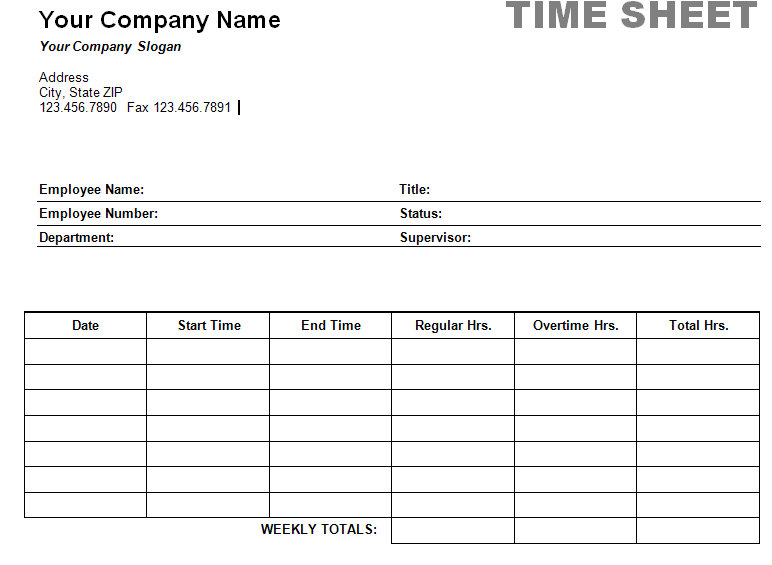 Your Company Name
TIME SHEET
Your Company Slogan
Address
City, State ZIP
123.456.7890 Fax 123.456.7891
Employee Name: Title:
Employee Number: Status:
Department: Supervisor:
Date Start Time End Time Regular Hrs. Overtime Hrs. Total Hrs.
WEEKLY TOTALS: